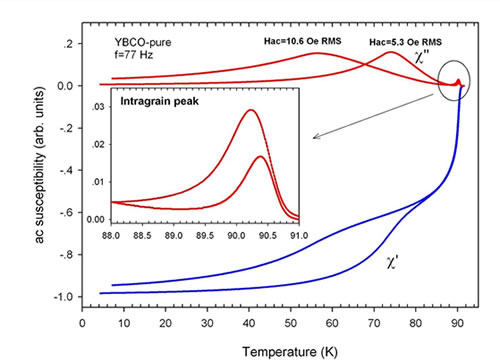 YBCO-pure
f=77 Hz
Hac=10.6 Oe RMS
Hac=5.3 Oe RMS
χ"
.2
0.0
-.2
-.4
-.6
-.8
-1.0
ac susceptibility (arb. units)
Intragrain peak
.03
.02
.01
0.00
88.0 88.5 89.0 89.5 90.0 90.5 91.0
χ'
0 10 20 30 40 50 60 70 80 90
Temperature (K)